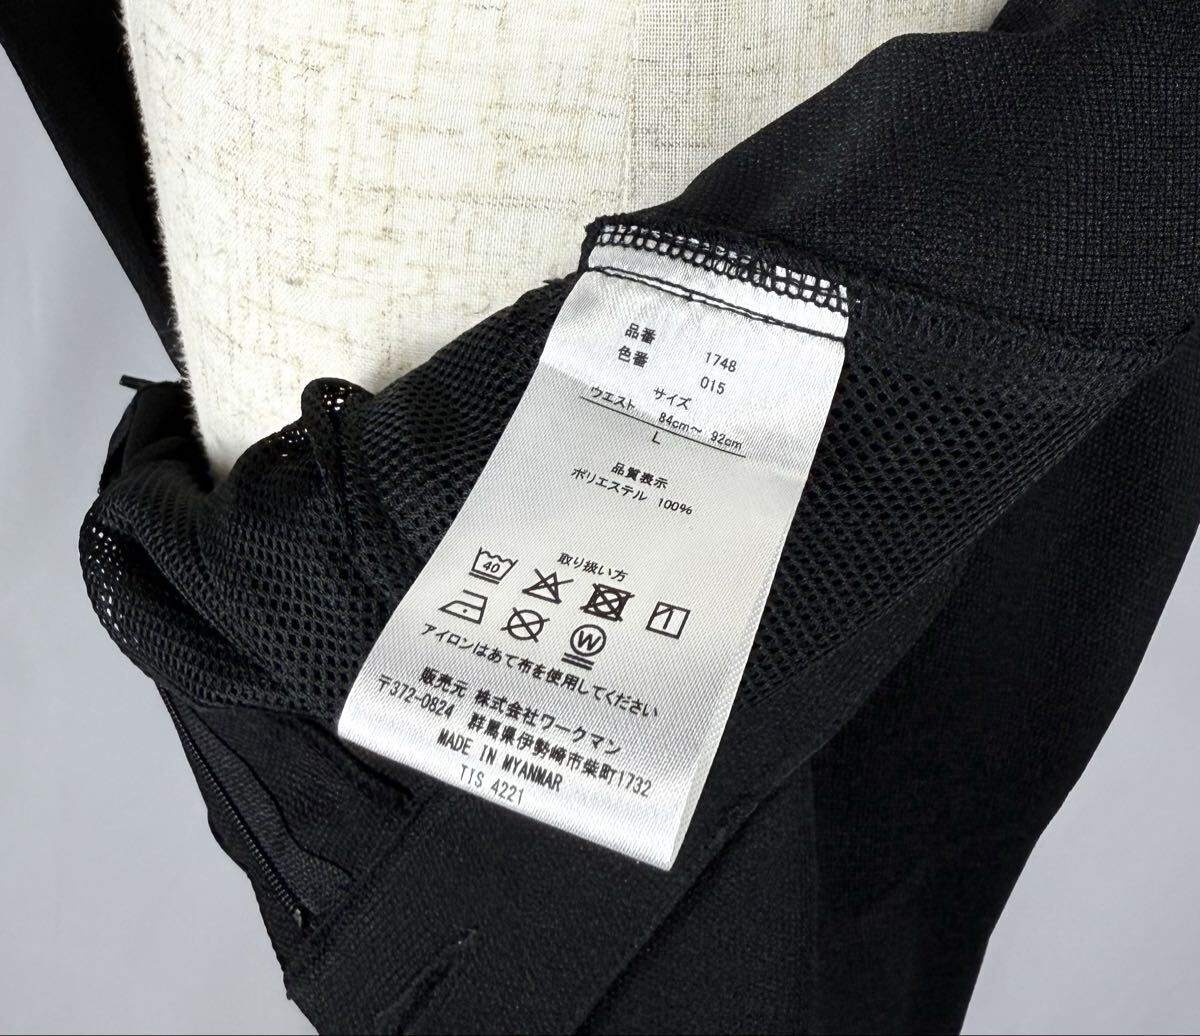 品番 1748
色番 015
サイズ
ウエスト 84cm～92cm
L
品質表示
ポリエステル 100%
取り扱い方
40
W
アイロンはあて布を使用してください
販売元 株式会社ワークマン
〒372-0824 群馬県伊勢崎市柴町1732
MADE IN MYANMAR
TIS 4221